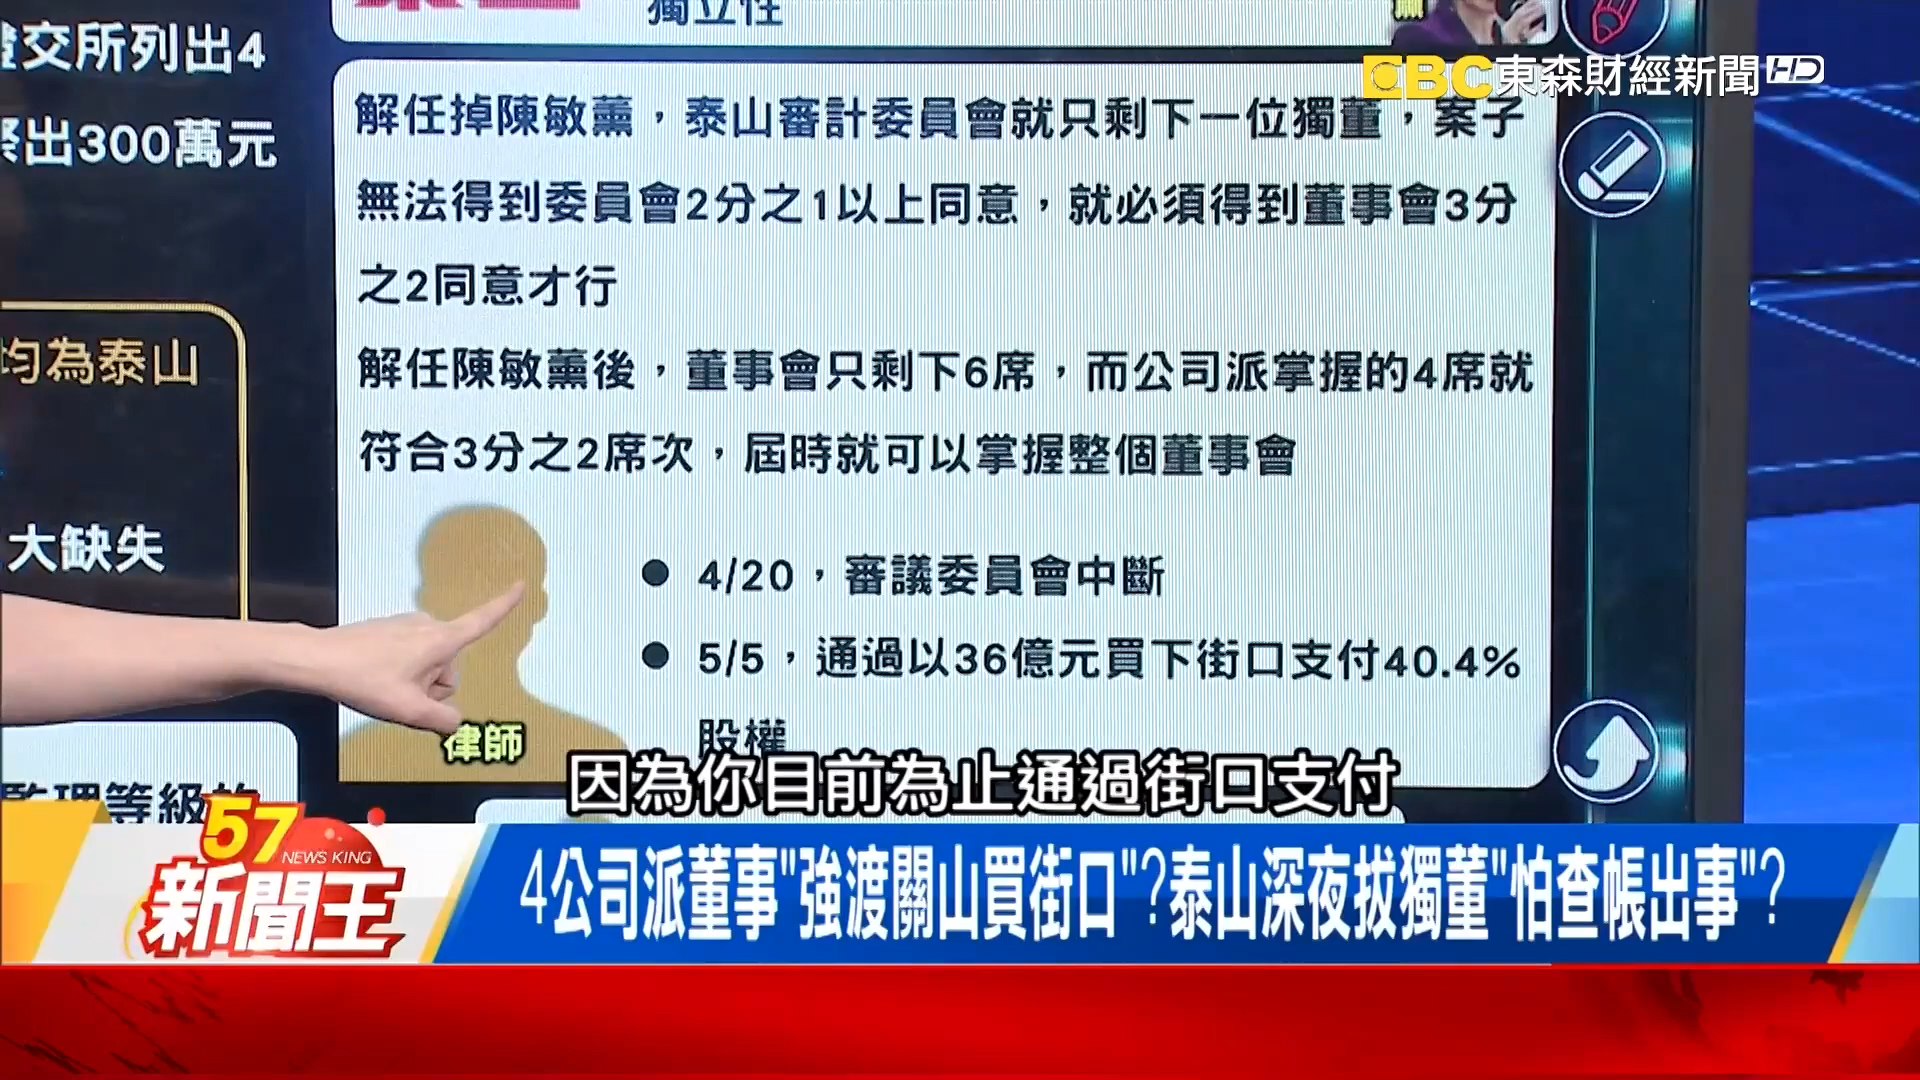 獨立性
EBC東森財經新聞HD
證交所列出4
祭出300萬元
均為泰山
大缺失
解任掉陳敏薰，泰山審計委員會就只剩下一位獨董，案子
無法得到委員會2分之1以上同意，就必須得到董事會3分
之2同意才行
解任陳敏薰後，董事會只剩下6席，而公司派掌握的4席就
符合3分之2席次，屆時就可以掌握整個董事會
● 4/20，審議委員會中斷
● 5/5，通過以36億元買下街口支付40.4%
股權
律師
因為你目前為止通過街口支付
監理等級的
57
NEWS KING
新聞王
4公司派董事"強渡關山買街口"?泰山深夜拔獨董"怕查帳出事"?